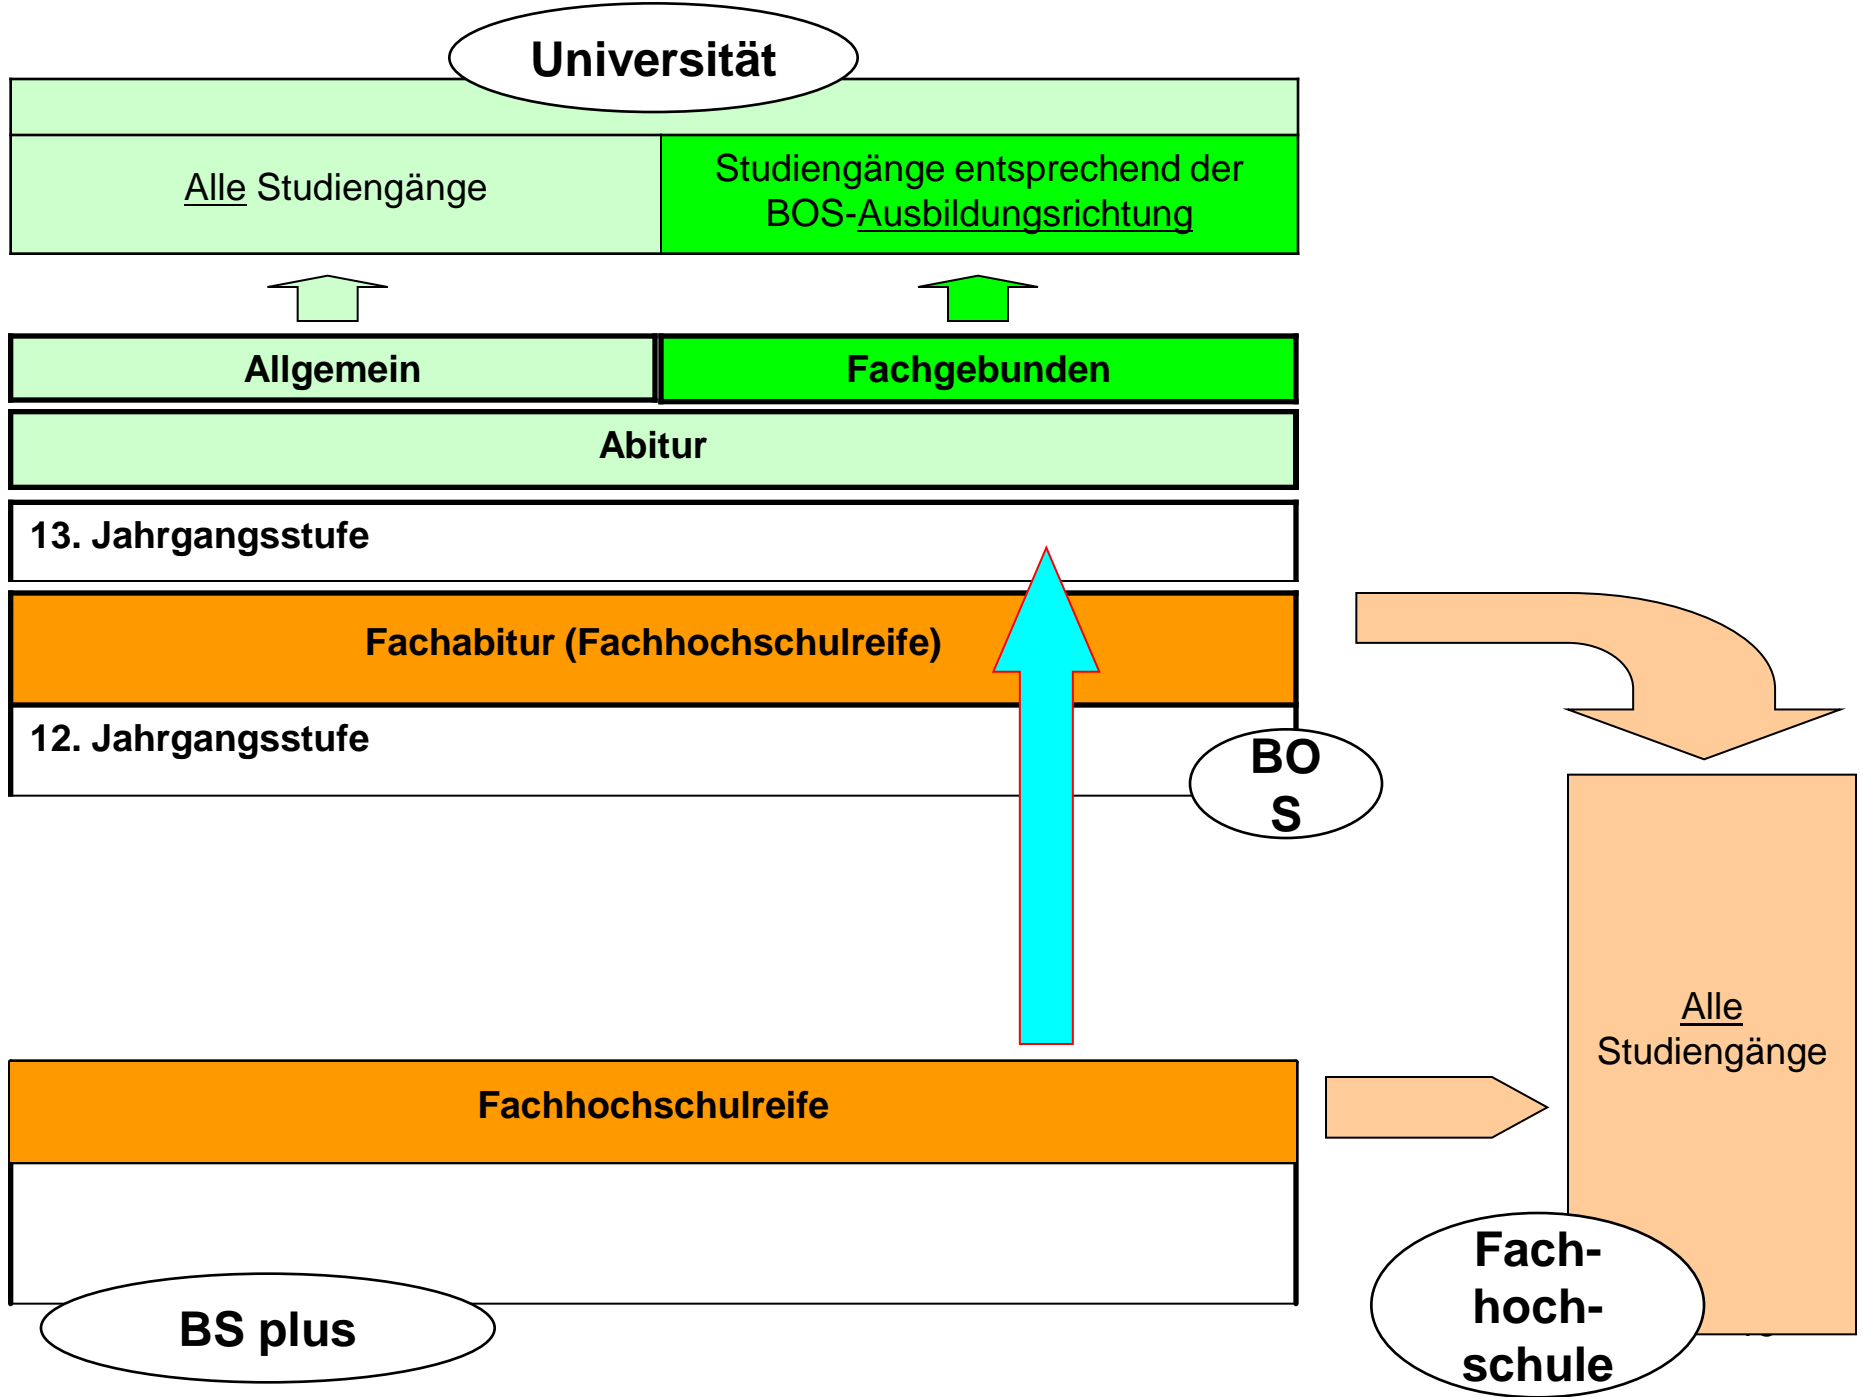 Universität
Alle Studiengänge
Studiengänge entsprechend der
BOS-Ausbildungsrichtung
Allgemein
Fachgebunden
Abitur
13. Jahrgangsstufe
Fachabitur (Fachhochschulreife)
12. Jahrgangsstufe
BO
S
Alle
Studiengänge
Fachhochschulreife
Fach-
hoch-
schule
BS plus